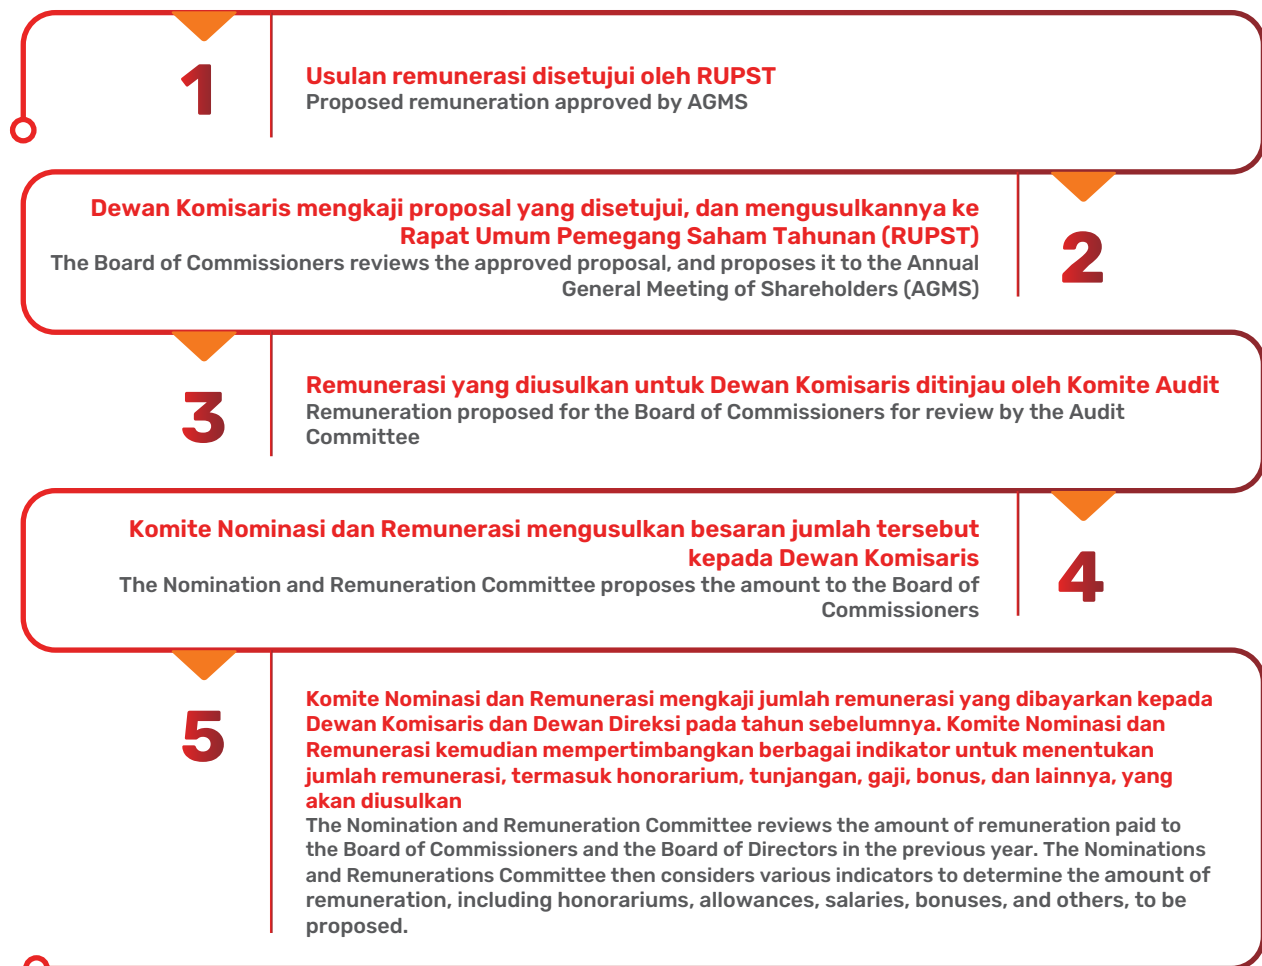 1
Usulan remunerasi disetujui oleh RUPST
Proposed remuneration approved by AGMS
Dewan Komisaris mengkaji proposal yang disetujui, dan mengusulkannya ke
Rapat Umum Pemegang Saham Tahunan (RUPST)
The Board of Commissioners reviews the approved proposal, and proposes it to the Annual
General Meeting of Shareholders (AGMS)
2
3
Remunerasi yang diusulkan untuk Dewan Komisaris ditinjau oleh Komite Audit
Remuneration proposed for the Board of Commissioners for review by the Audit
Committee
Komite Nominasi dan Remunerasi mengusulkan besaran jumlah tersebut
kepada Dewan Komisaris
The Nomination and Remuneration Committee proposes the amount to the Board of
Commissioners
4
5
Komite Nominasi dan Remunerasi mengkaji jumlah remunerasi yang dibayarkan kepada
Dewan Komisaris dan Dewan Direksi pada tahun sebelumnya. Komite Nominasi dan
Remunerasi kemudian mempertimbangkan berbagai indikator untuk menentukan
jumlah remunerasi, termasuk honorarium, tunjangan, gaji, bonus, dan lainnya, yang
akan diusulkan
The Nomination and Remuneration Committee reviews the amount of remuneration paid to
the Board of Commissioners and the Board of Directors in the previous year. The Nominations
and Remunerations Committee then considers various indicators to determine the amount of
remuneration, including honorariums, allowances, salaries, bonuses, and others, to be
proposed.